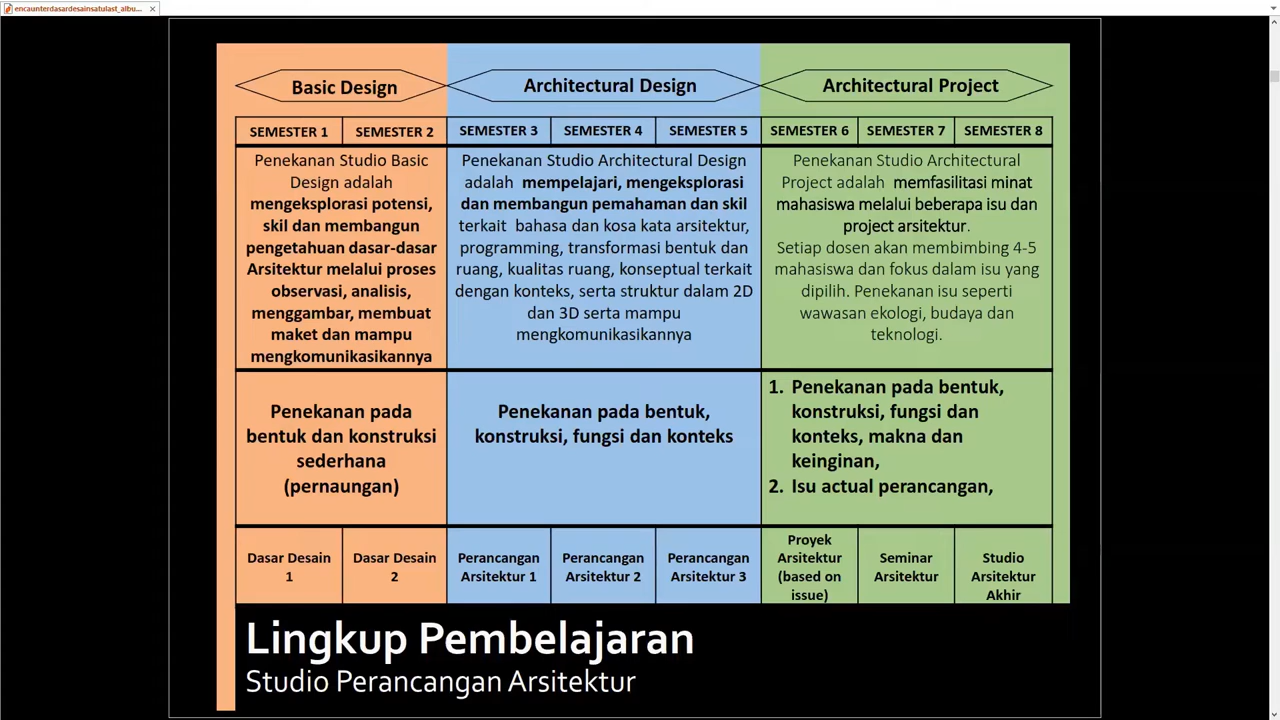 encaunterdasardesainsatulast_albu...
Basic Design
Architectural Design
Architectural Project
SEMESTER 1
SEMESTER 2
SEMESTER 3
SEMESTER 4
SEMESTER 5
SEMESTER 6
SEMESTER 7
SEMESTER 8
Penekanan Studio Basic
Design adalah
mengeksplorasi potensi,
skil dan membangun
pengetahuan dasar-dasar
Arsitektur melalui proses
observasi, analisis,
menggambar, membuat
maket dan mampu
mengkomunikasikannya
Penekanan Studio Architectural Design
adalah mempelajari, mengeksplorasi
dan membangun pemahaman dan skil
terkait bahasa dan kosa kata arsitektur,
programming, transformasi bentuk dan
ruang, kualitas ruang, konseptual terkait
dengan konteks, serta struktur dalam 2D
dan 3D serta mampu
mengkomunikasikannya
Penekanan Studio Architectural
Project adalah memfasilitasi minat
mahasiswa melalui beberapa isu dan
project arsitektur.
Setiap dosen akan membimbing 4-5
mahasiswa dan fokus dalam isu yang
dipilih. Penekanan isu seperti
wawasan ekologi, budaya dan
teknologi.
Penekanan pada
bentuk dan konstruksi
sederhana
(pernaungan)
Penekanan pada bentuk,
konstruksi, fungsi dan konteks
1. Penekanan pada bentuk,
konstruksi, fungsi dan
konteks, makna dan
keinginan,
2. Isu actual perancangan,
Dasar Desain
1
Dasar Desain
2
Perancangan
Arsitektur 1
Perancangan
Arsitektur 2
Perancangan
Arsitektur 3
Proyek
Arsitektur
(based on
issue)
Seminar
Arsitektur
Studio
Arsitektur
Akhir
Lingkup Pembelajaran
Studio Perancangan Arsitektur